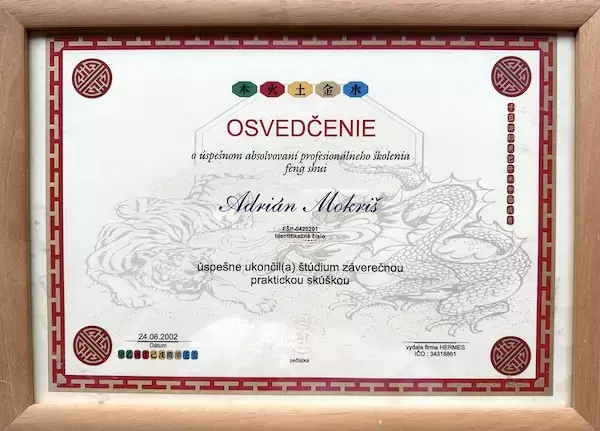 木 火 土 金 水
OSVEDČENIE
o úspešnom absolvovaní profesionálneho školenia
feng shui
Adrián Mokriš
FŠP-0420201
Identifikačné číslo
úspešne ukončil(a) štúdium záverečnou
praktickou skúškou
24.06.2002
Dátum
pečiatka
vydala firma HERMES
IČO : 34318861